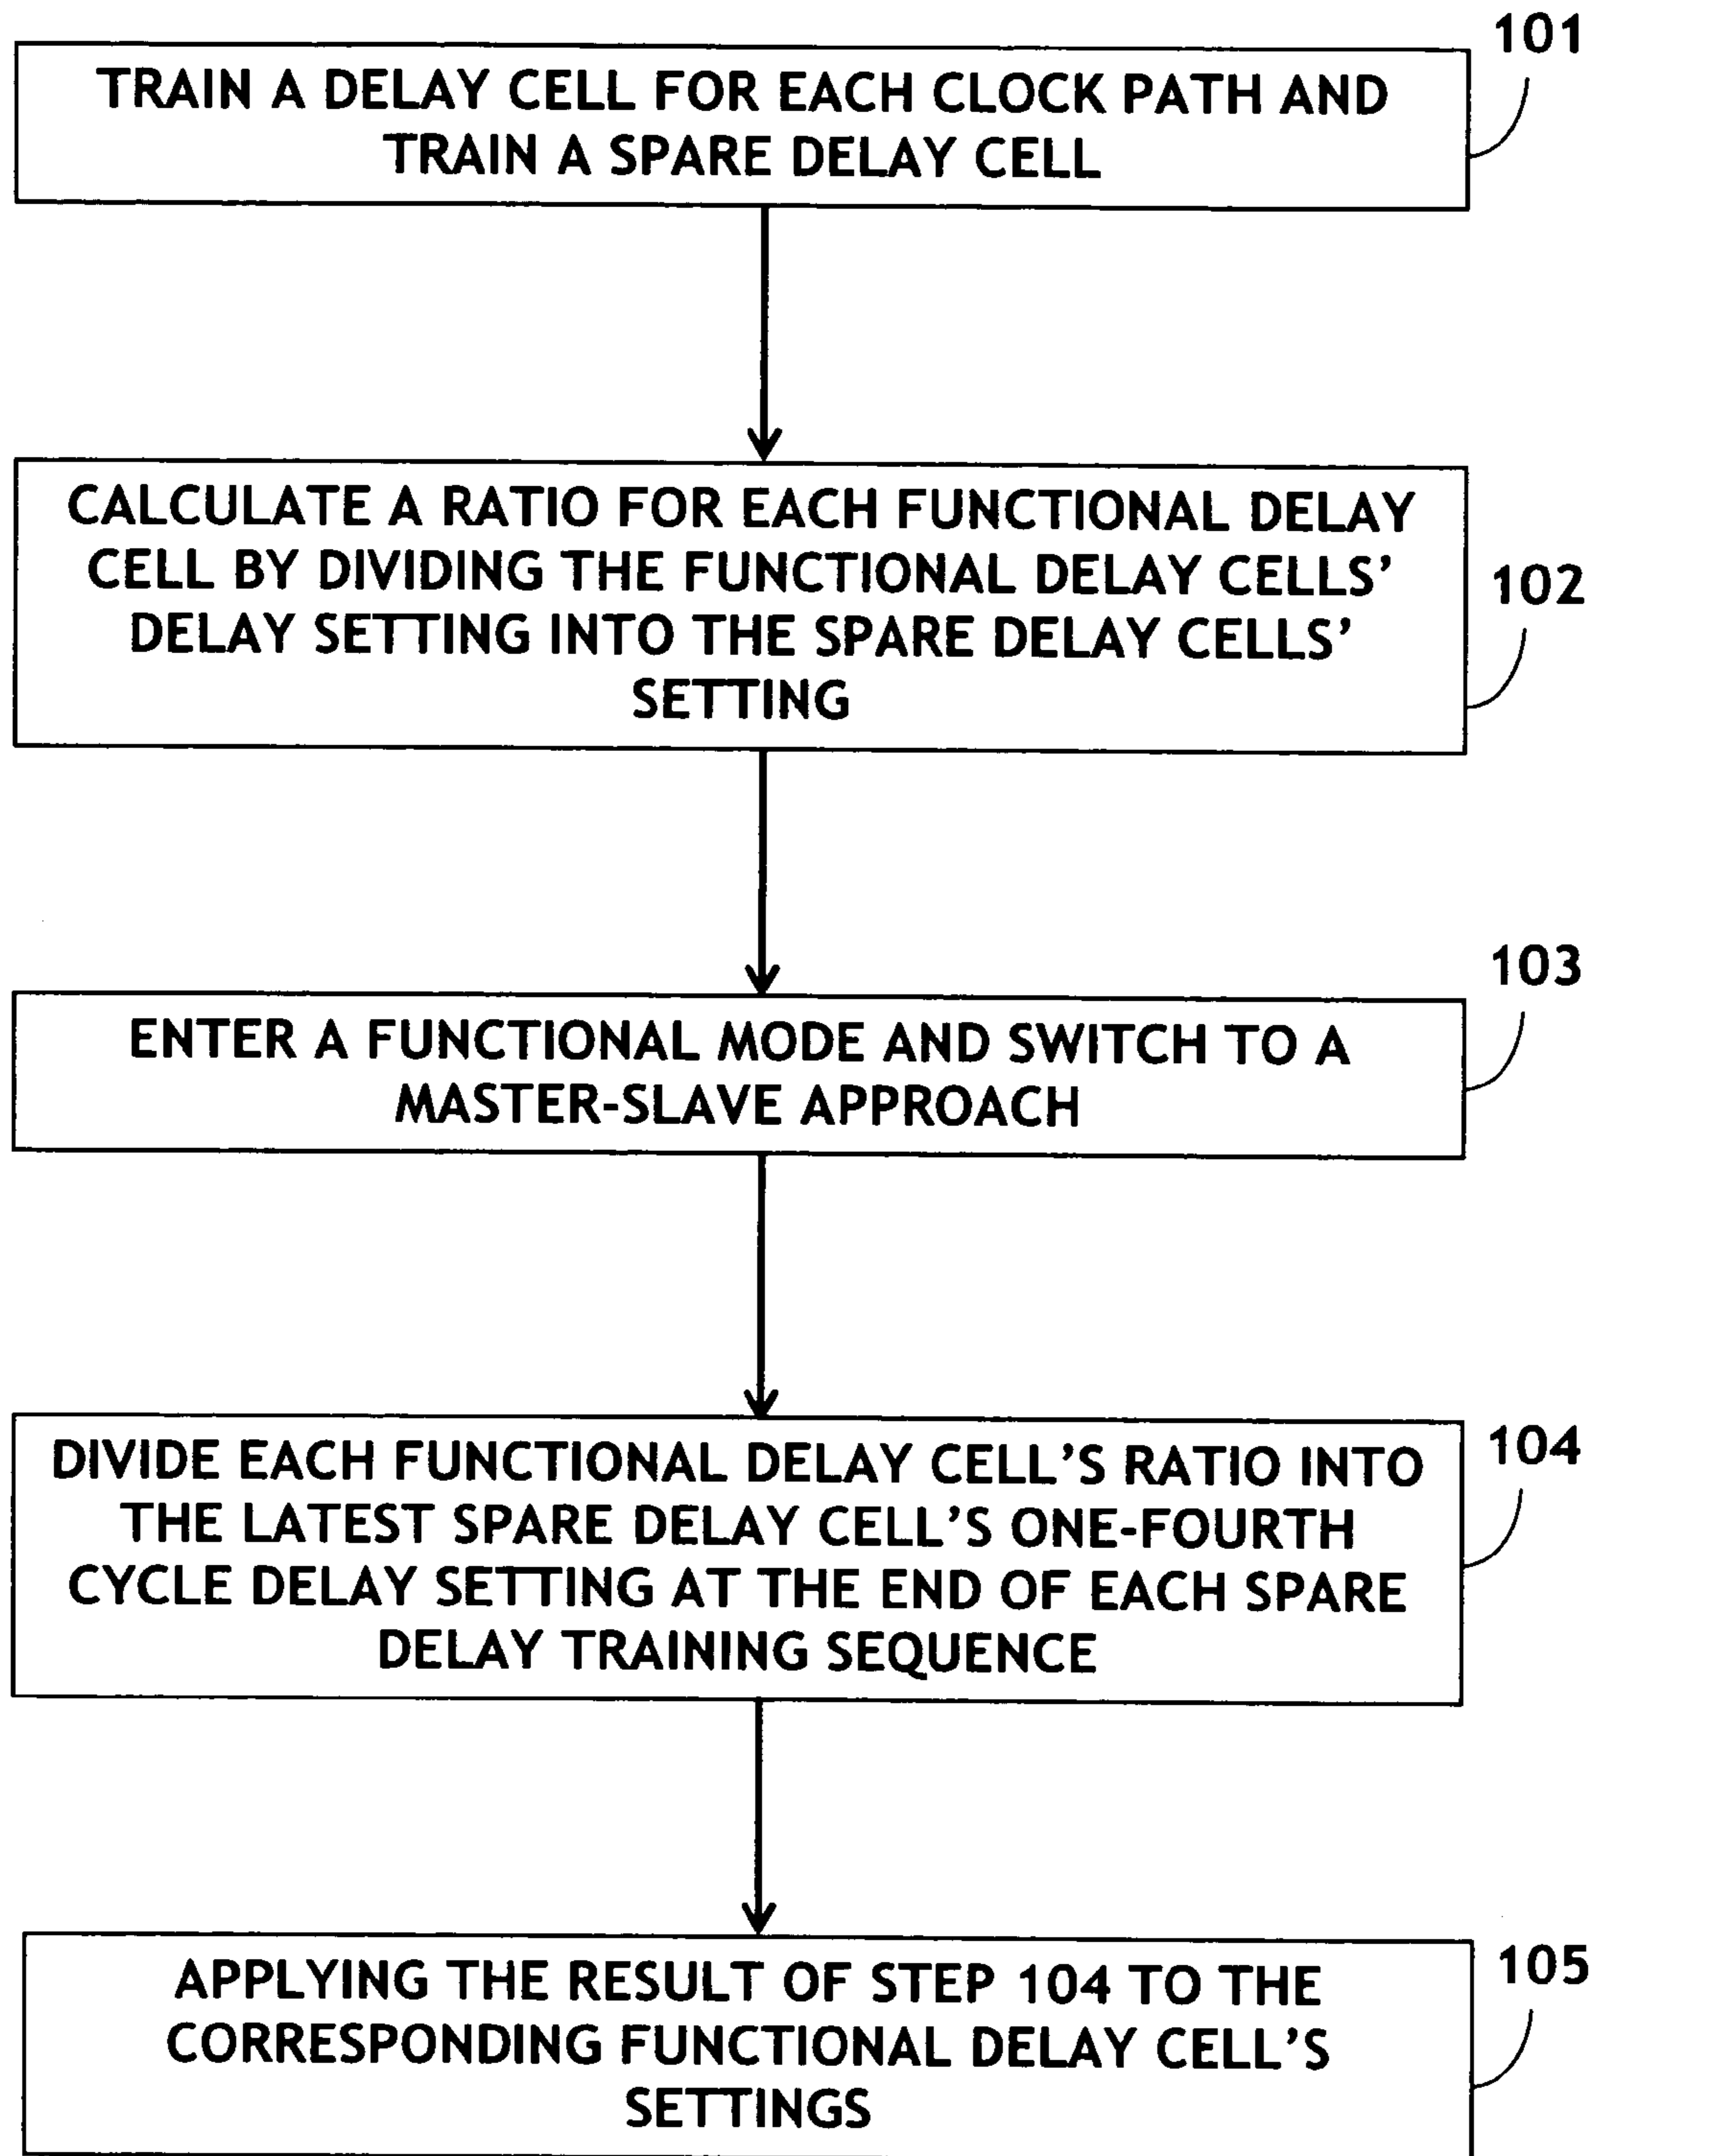 101
TRAIN A DELAY CELL FOR EACH CLOCK PATH AND
TRAIN A SPARE DELAY CELL
CALCULATE A RATIO FOR EACH FUNCTIONAL DELAY
CELL BY DIVIDING THE FUNCTIONAL DELAY CELLS’
DELAY SETTING INTO THE SPARE DELAY CELLS’
SETTING
102
103
ENTER A FUNCTIONAL MODE AND SWITCH TO A
MASTER-SLAVE APPROACH
104
DIVIDE EACH FUNCTIONAL DELAY CELL’S RATIO INTO
THE LATEST SPARE DELAY CELL’S ONE-FOURTH
CYCLE DELAY SETTING AT THE END OF EACH SPARE
DELAY TRAINING SEQUENCE
105
APPLYING THE RESULT OF STEP 104 TO THE
CORRESPONDING FUNCTIONAL DELAY CELL’S
SETTINGS